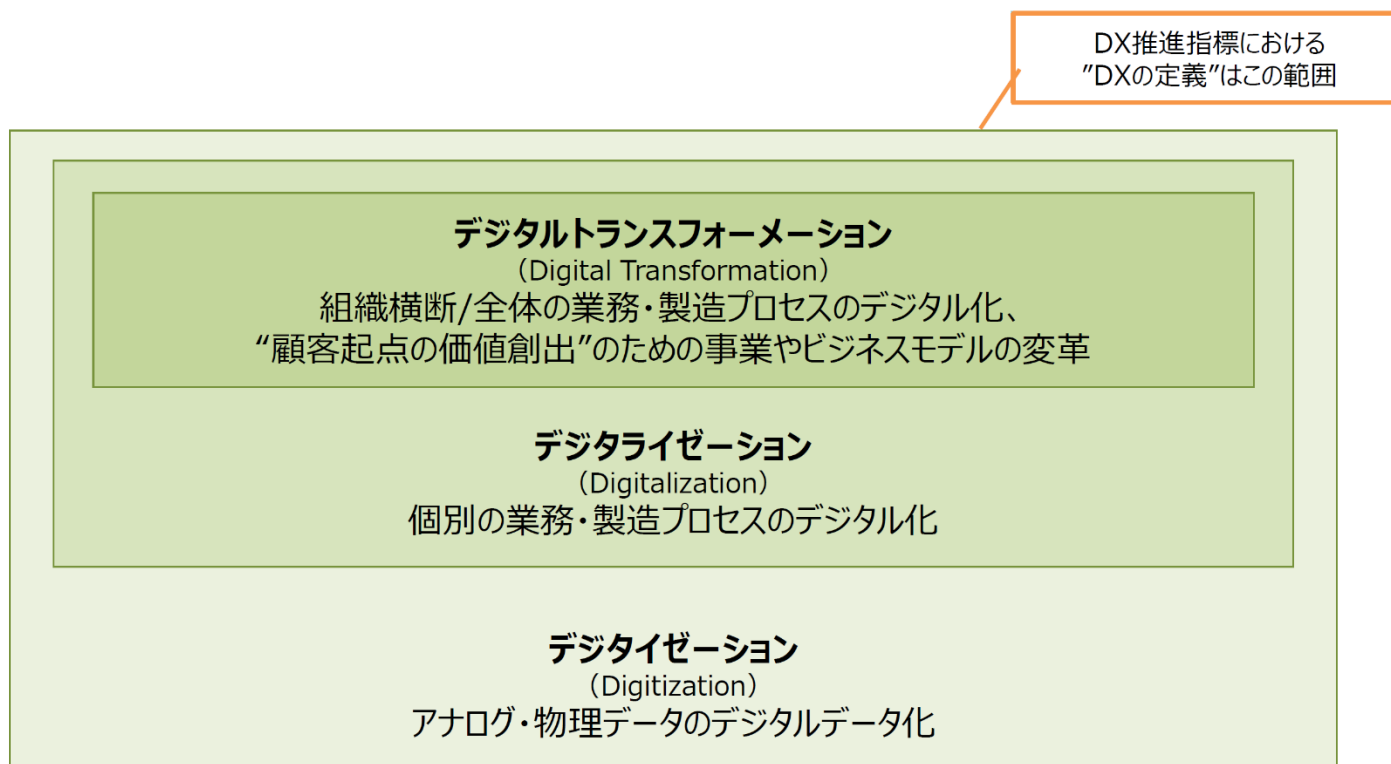 DX推進指標における
”DXの定義”はこの範囲
デジタルトランスフォーメーション
（Digital Transformation）
組織横断/全体の業務・製造プロセスのデジタル化、
“顧客起点の価値創出”のための事業やビジネスモデルの変革
デジタライゼーション
（Digitalization）
個別の業務・製造プロセスのデジタル化
デジタイゼーション
（Digitization）
アナログ・物理データのデジタルデータ化